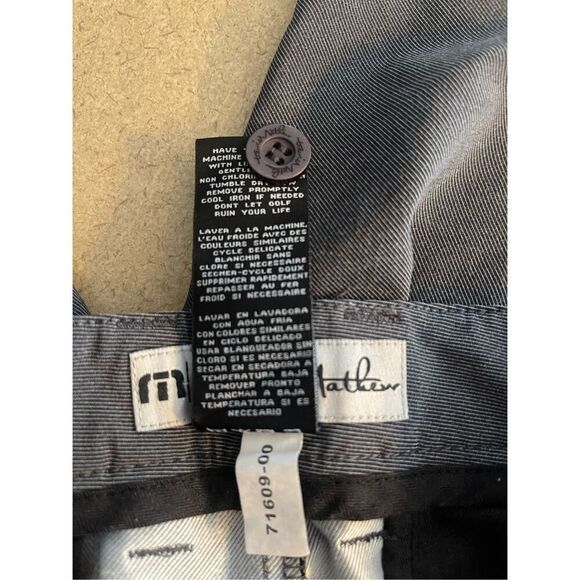 HAVE
MACHINE
WITH LI
GENTLE
NON CHLORI
TUMBLE DRY
REMOVE PROMPTLY
COOL IRON IF NEEDED
DONT LET GOLF
RUIN YOUR LIFE
LAVER A LA MACHINE,
L'EAU FROIDE AVEC DES
COULEURS SIMILAIRES
CYCLE DELICATE
BLANCHIR SANS
CLORE SI NECESSAIRE
SECHER-CYCLE DOUX
SUPPRIMER RAPIDEMENT
REPASSER AU FER
FROID SI NECESSAIRE
LAVAR EN LAVADORA
CON AQUA FRIA
CON COLORES SIMILARES
EN CICLO DELICADO
USAR BLANQUEADOR SIN
CLORO SI ES NECESARIO
SECAR EN SECADORA A
TEMPERATURA BAJA
REMOVER PRONTO
PLANCHAR A BAJA
TEMPERATURA SI ES
NECESARIO
Mathew
71609-00